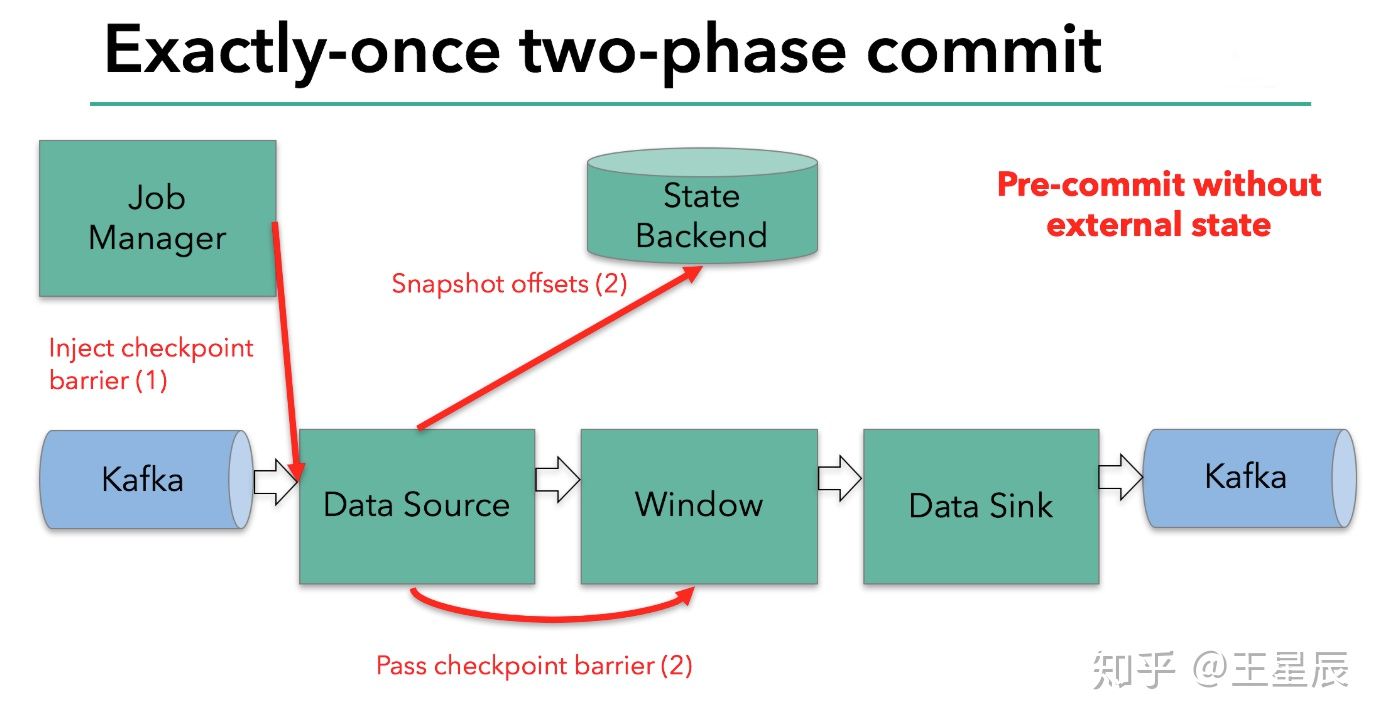 Exactly-once two-phase commit
Job
Manager
State
Backend
Pre-commit without
external state
Snapshot offsets (2)
Inject checkpoint
barrier (1)
Kafka
Data Source
Window
Data Sink
Kafka
Pass checkpoint barrier (2)
知乎 @王星辰